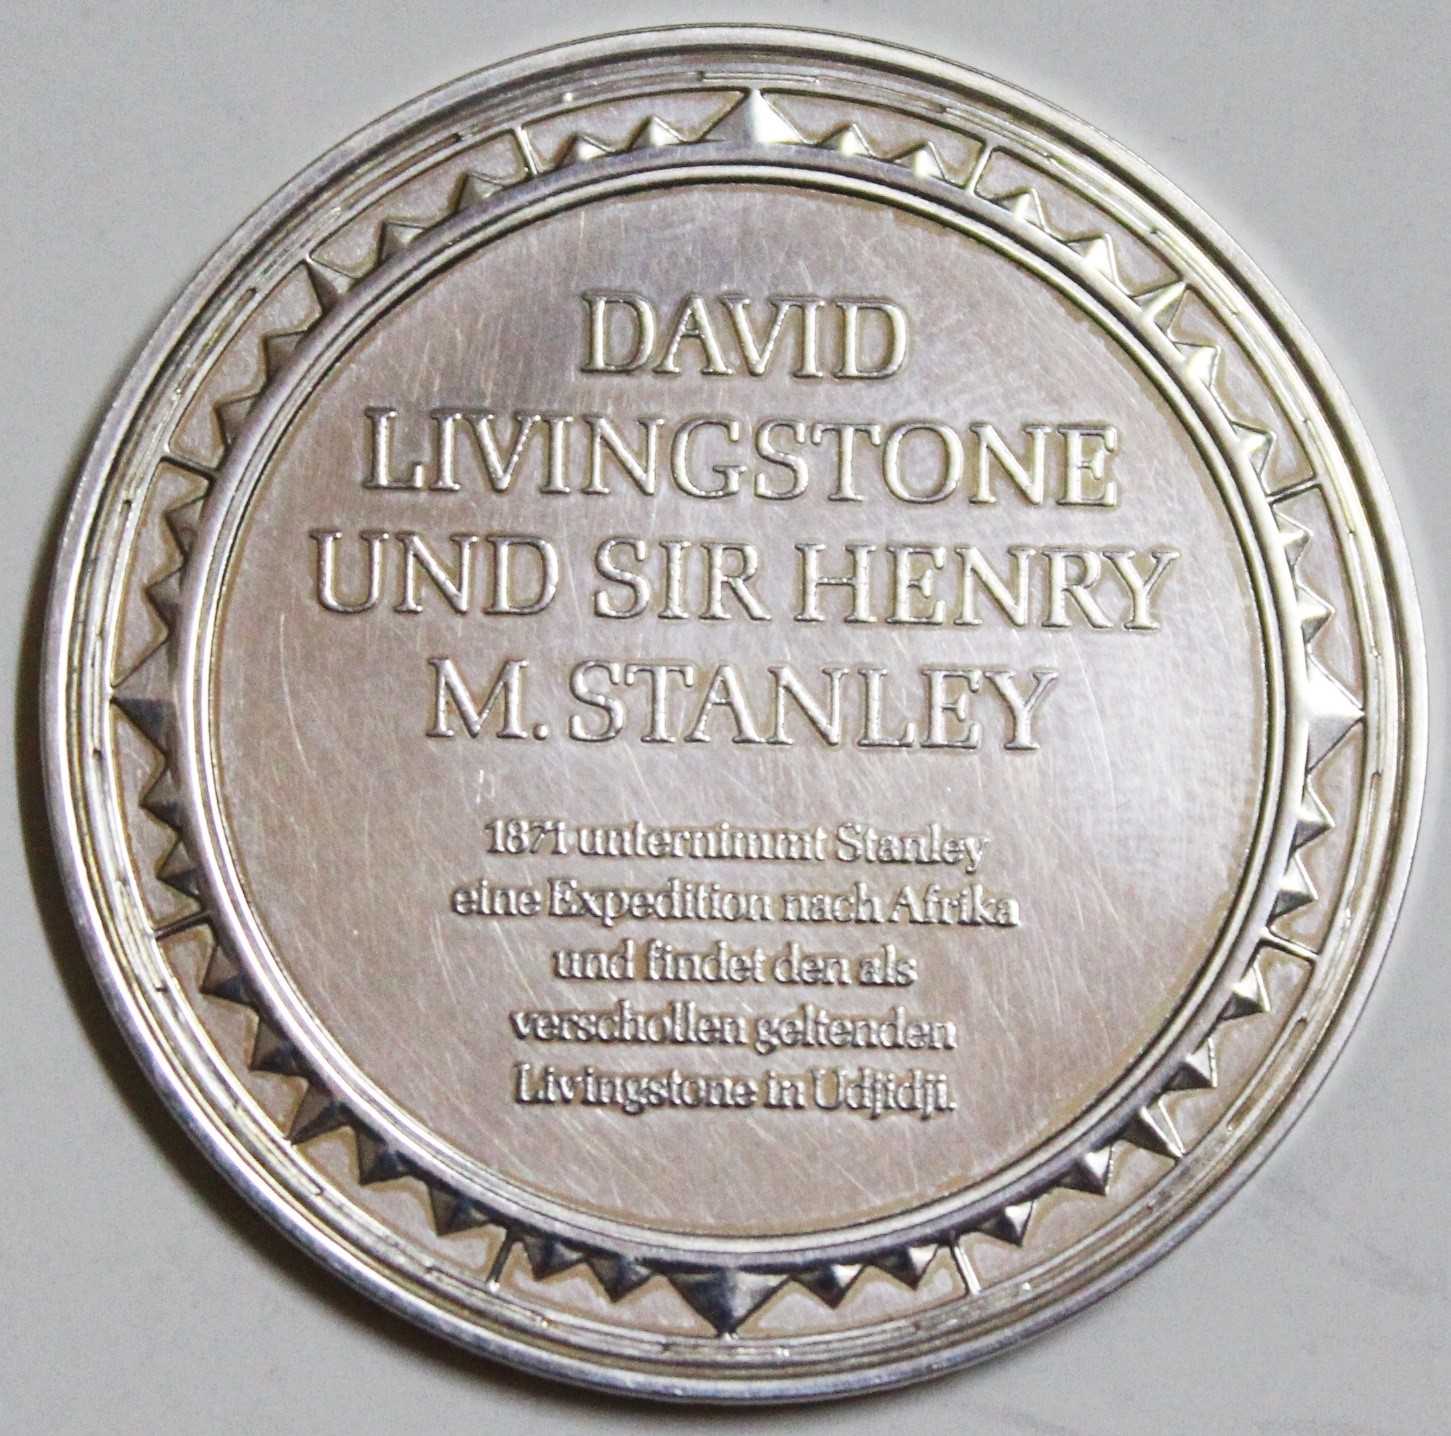 DAVID
LIVINGSTONE
UND SIR HENRY
M. STANLEY
1871 unternimmt Stanley
eine Expedition nach Afrika
und findet den als
verschollen geltenden
Livingstone in Udjidji.